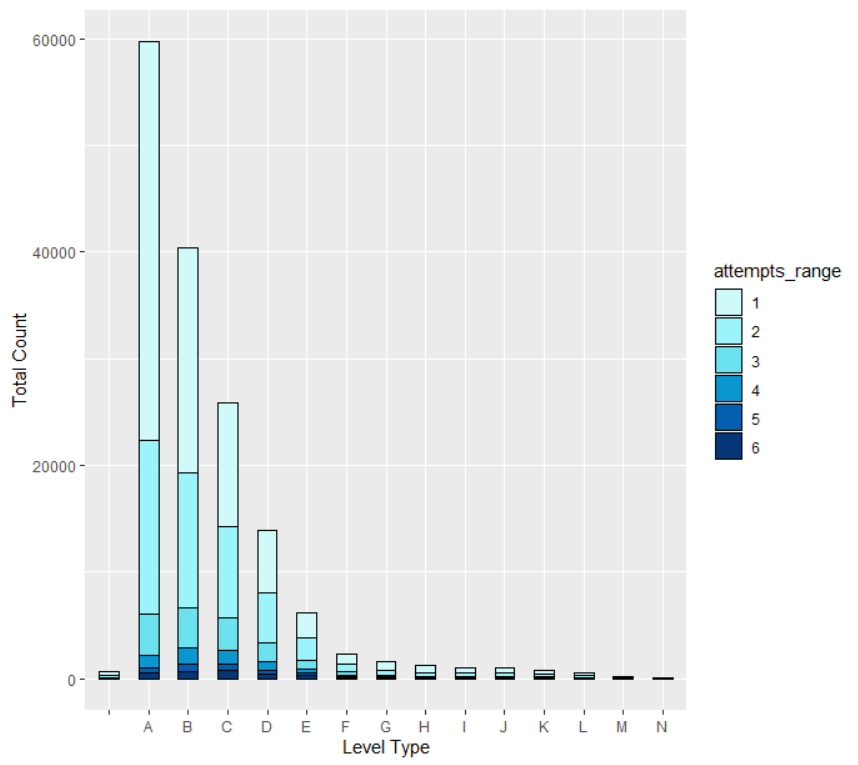 60000
40000
20000
0
Total Count
A B C D E F G H I J K L M N
Level Type
attempts_range
1
2
3
4
5
6